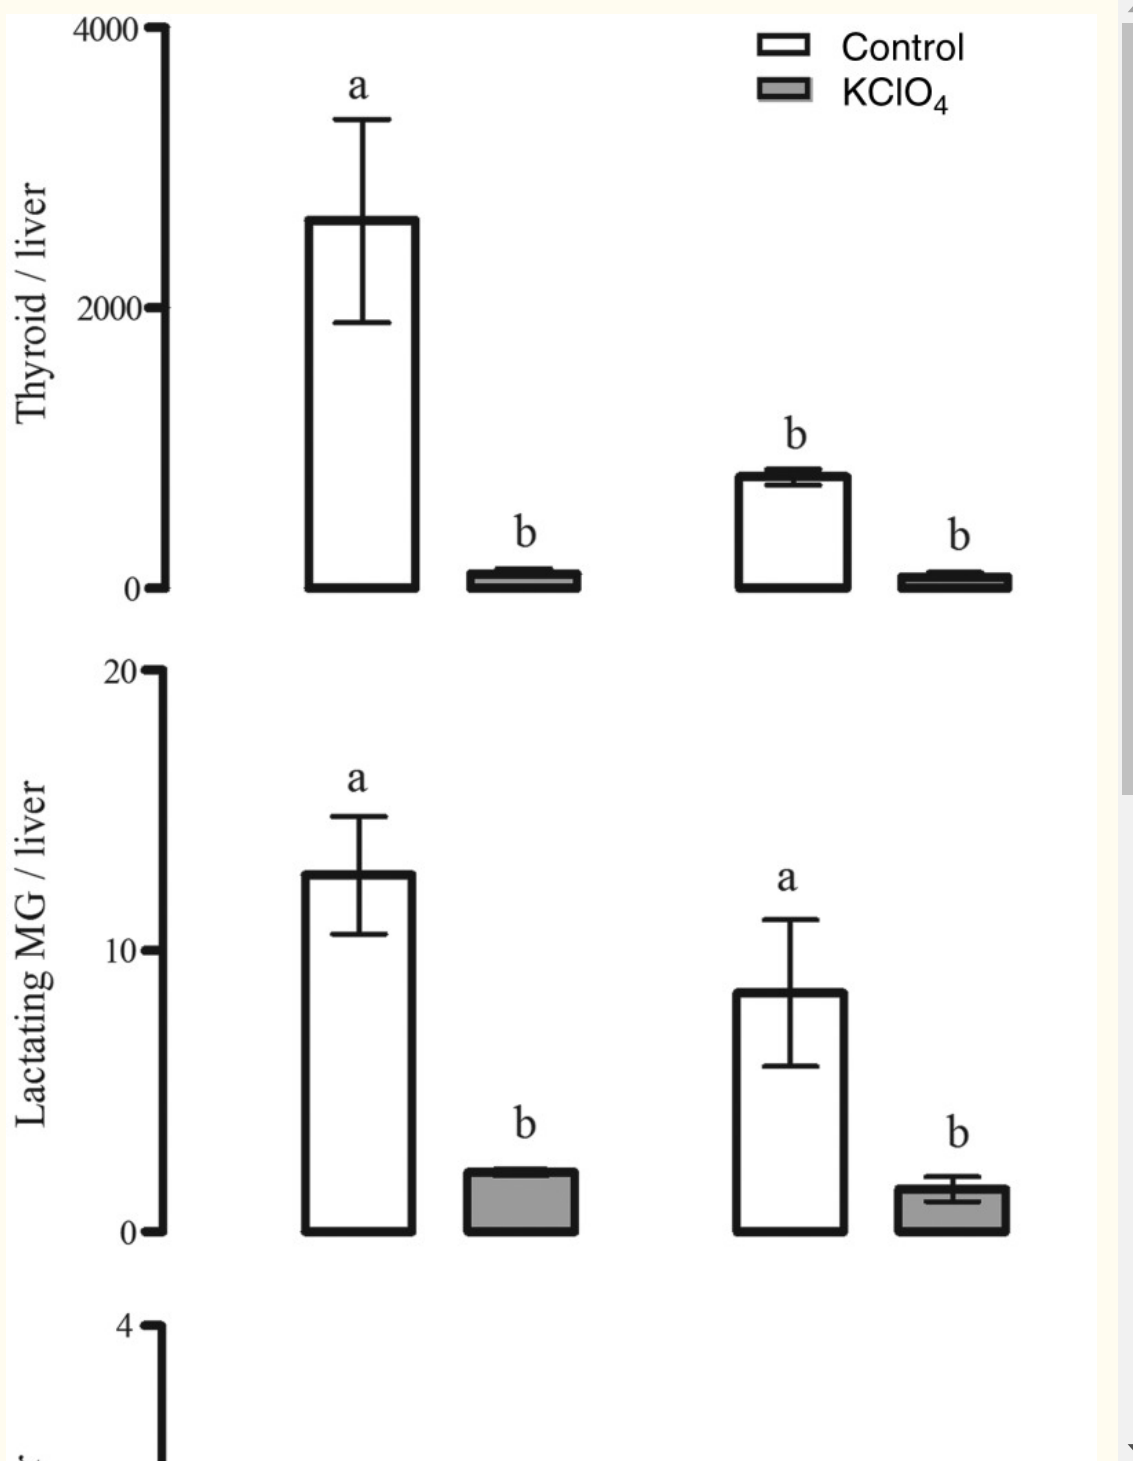 4000
Control
KClO₄
a
Thyroid / liver
2000
b
b
b
0
20
a
a
Lactating MG / liver
10
b
b
0
4